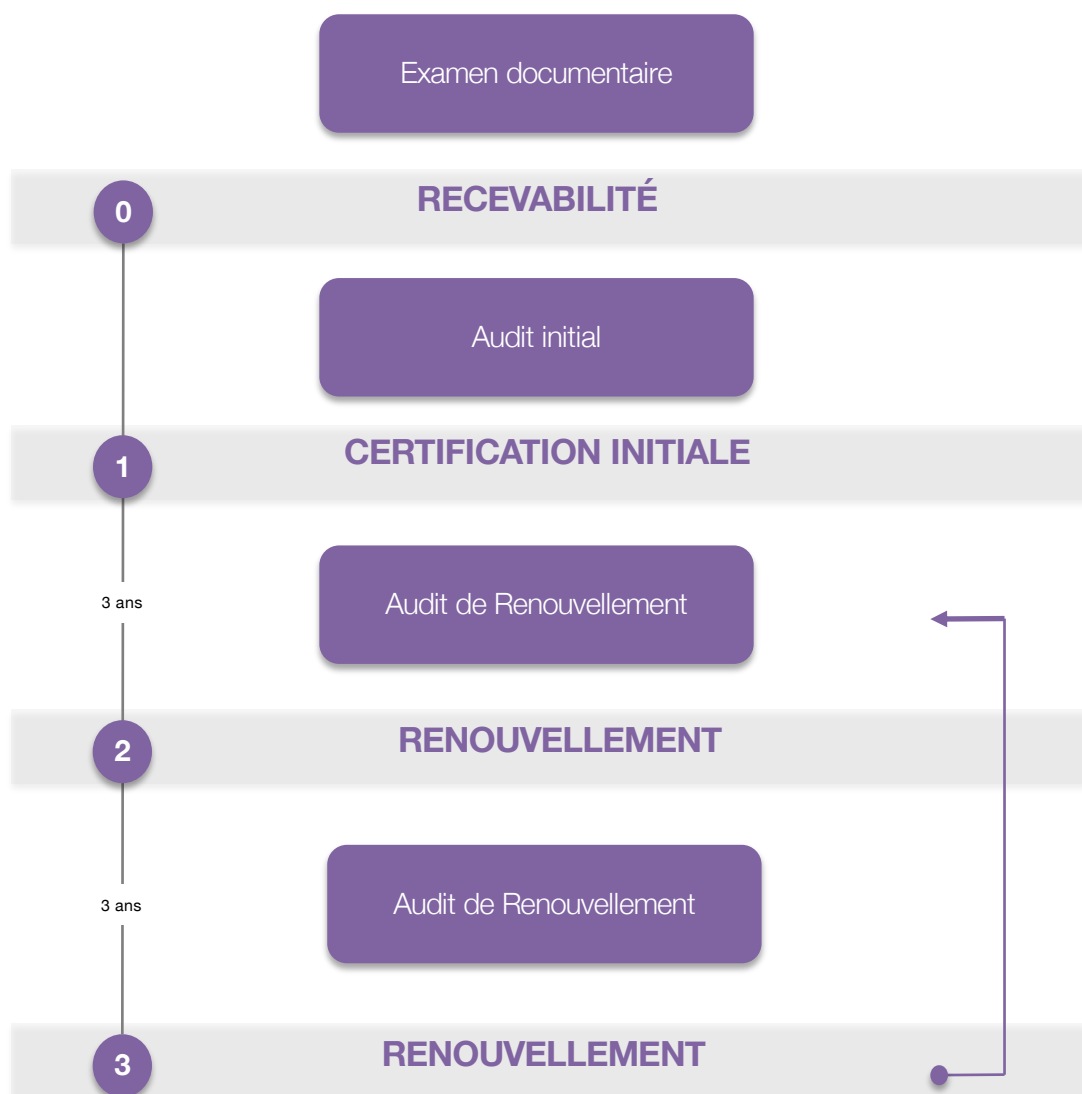 Examen documentaire
0
RECEVABILITÉ
Audit initial
1
CERTIFICATION INITIALE
3 ans
Audit de Renouvellement
2
RENOUVELLEMENT
3 ans
Audit de Renouvellement
3
RENOUVELLEMENT